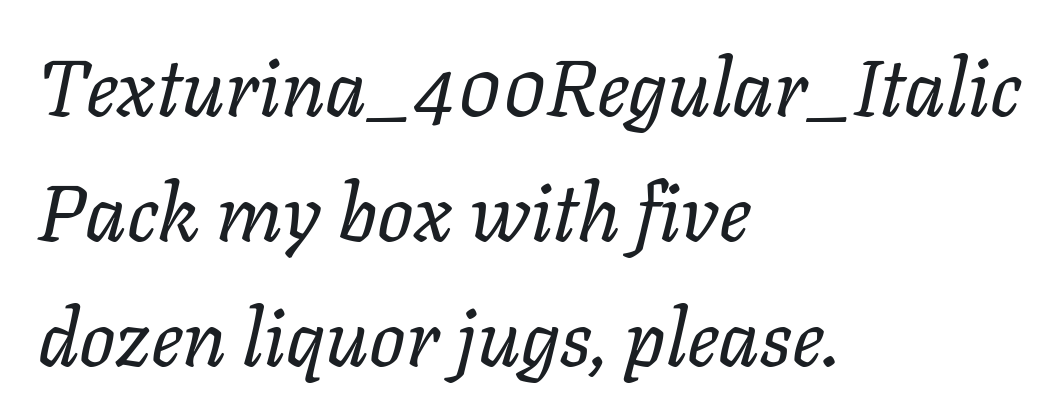 Texturina_400Regular_Italic
Pack my box with five
dozen liquor jugs, please.